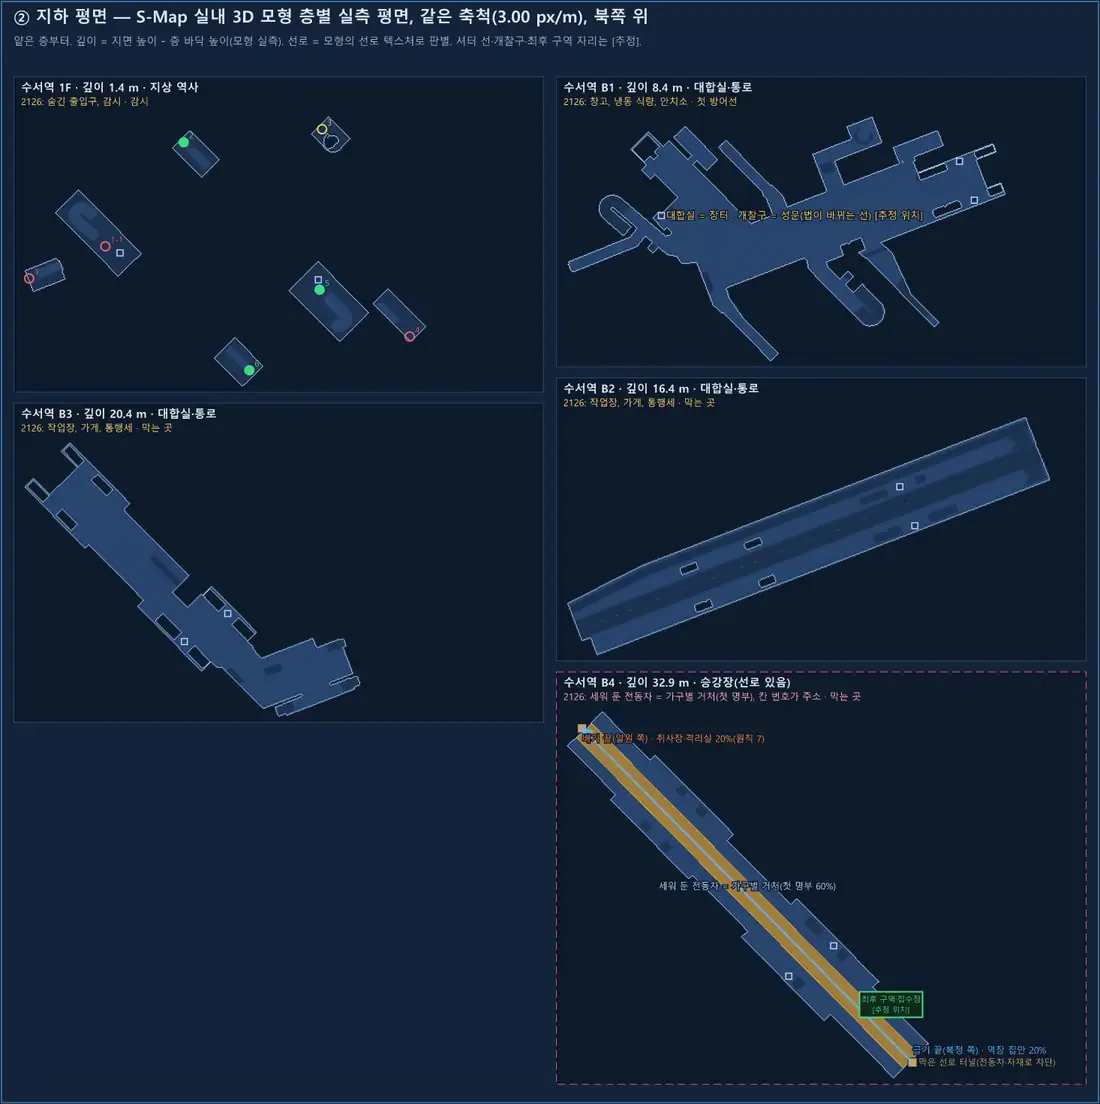 ② 지하 평면 — S-Map 실내 3D 모형 층별 실측 평면, 같은 축척(3.00 px/m), 북쪽 위
얕은 층부터. 깊이 = 지면 높이 − 층 바닥 높이(모형 실측). 선로 = 모형의 선로 텍스처로 판별. 셔터 선·개찰구·최후 구역 자리는 [추정].
수서역 1F · 깊이 1.4 m · 지상 역사
2126: 숨긴 출입구, 감시 · 감시
2
3
1-1
1
5
4
6
수서역 B1 · 깊이 8.4 m · 대합실·통로
2126: 창고, 냉동 식량, 안치소 · 첫 방어선
대합실 = 장터 · 개찰구 = 성문(법이 바뀌는 선) [추정 위치]
수서역 B3 · 깊이 20.4 m · 대합실·통로
2126: 작업장, 가게, 통행세 · 막는 곳
수서역 B2 · 깊이 16.4 m · 대합실·통로
2126: 작업장, 가게, 통행세 · 막는 곳
수서역 B4 · 깊이 32.9 m · 승강장(선로 있음)
2126: 세워 둔 전동차 = 가구별 거처(첫 명부), 칸 번호가 주소 · 막는 곳
배기 끝(일원 쪽) · 취사장·격리실 20%(원칙 7)
세워 둔 전동차 = 가구별 거처(첫 명부 60%)
최후 구역·집수정
[추정 위치]
급기 끝(복정 쪽) · 역장 집안 20%
막은 선로 터널(전동차·자재로 차단)